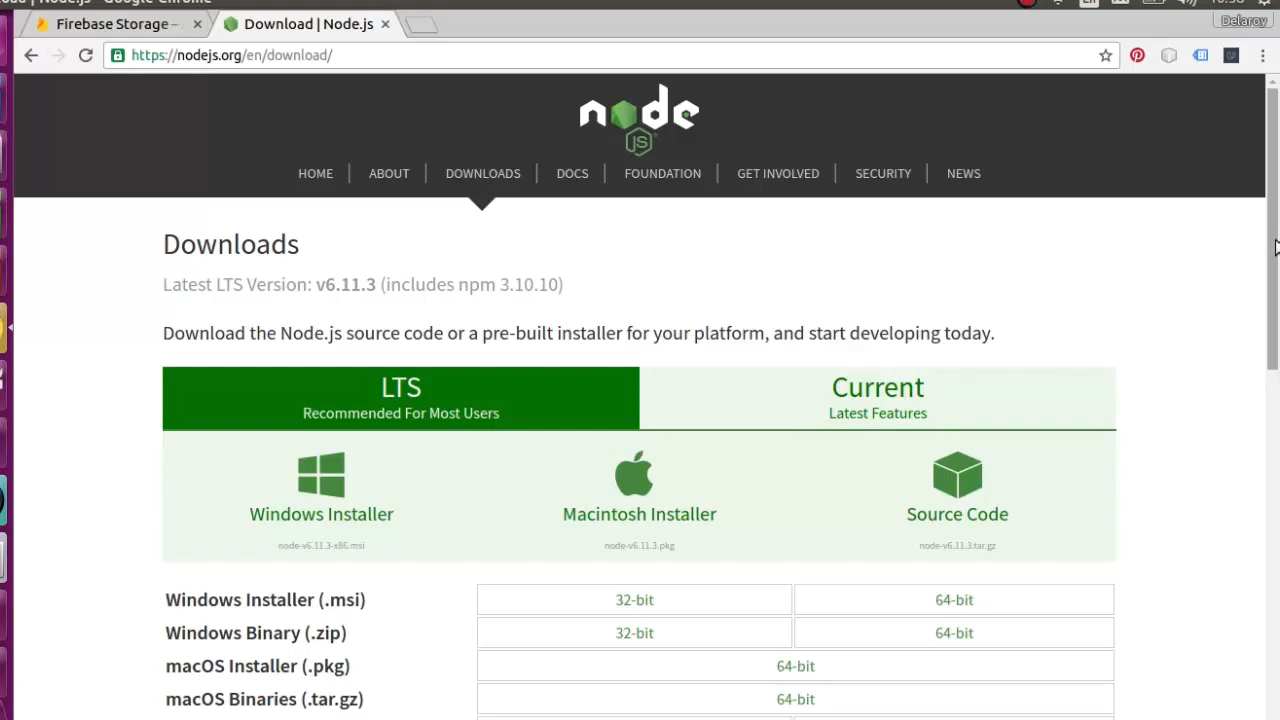 Firebase Storage –
Download | Node.js
Delaroy
https://nodejs.org/en/download/
node
JS
HOME
ABOUT
DOWNLOADS
DOCS
FOUNDATION
GET INVOLVED
SECURITY
NEWS
Downloads
Latest LTS Version: v6.11.3 (includes npm 3.10.10)
Download the Node.js source code or a pre-built installer for your platform, and start developing today.
LTS
Recommended For Most Users
Current
Latest Features
Windows Installer
node-v6.11.3-x86.msi
Macintosh Installer
node-v6.11.3.pkg
Source Code
node-v6.11.3.tar.gz
Windows Installer (.msi)
32-bit
64-bit
Windows Binary (.zip)
32-bit
64-bit
macOS Installer (.pkg)
64-bit
macOS Binaries (.tar.gz)
64-bit